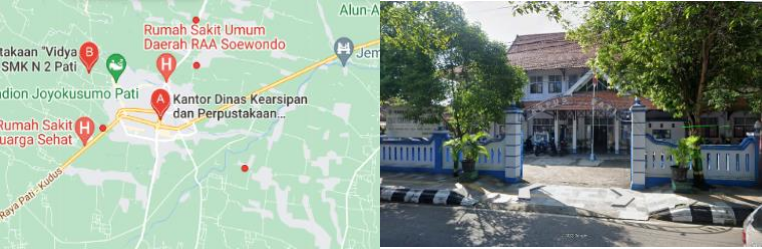 Alun-A
Rumah Sakit Umum
Daerah RAA Soewondo
takaan "Vidya
SMK N 2 Pati
B
H
Jem
dion Joyokusumo Pati
A
Kantor Dinas Kearsipan
dan Perpustakaan...
Rumah Sakit
uarga Sehat
H
Raya Pati - Kudus